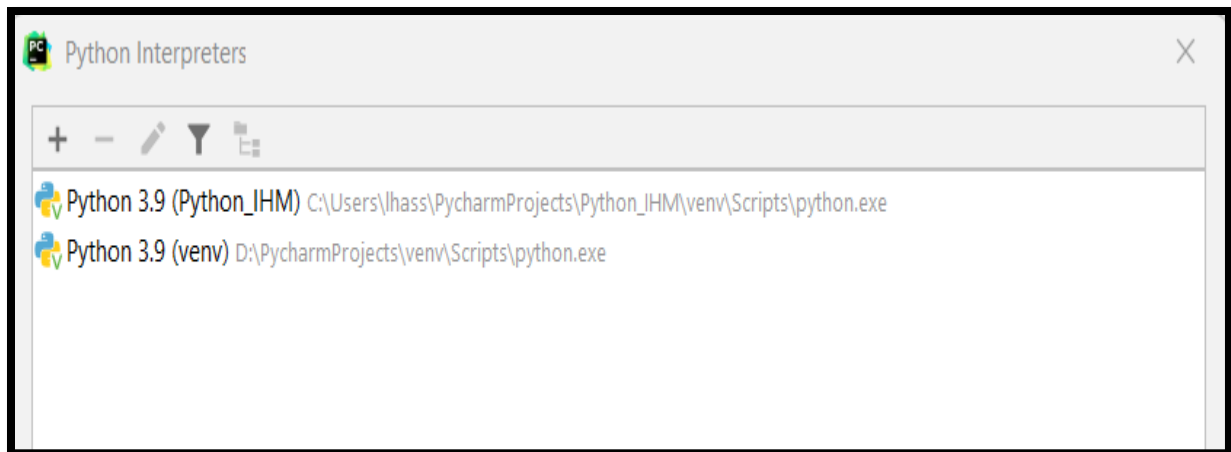 PC
Python Interpreters
Python 3.9 (Python_IHM) C:\Users\lhass\PycharmProjects\Python_IHM\venv\Scripts\python.exe
Python 3.9 (venv) D:\PycharmProjects\venv\Scripts\python.exe